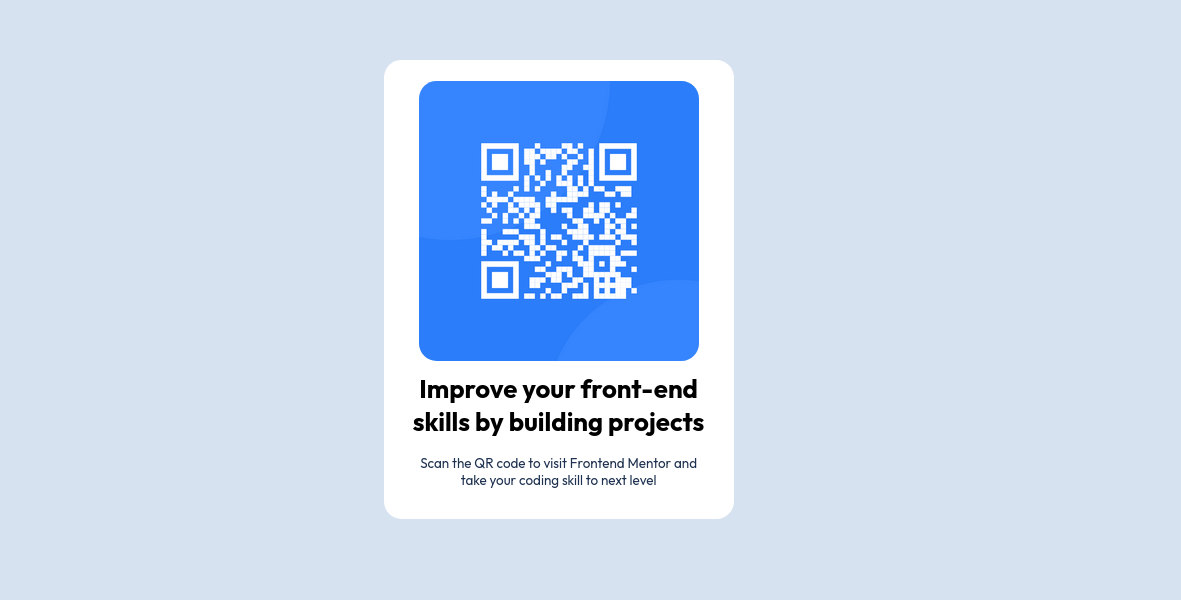 Improve your front-end
skills by building projects
Scan the QR code to visit Frontend Mentor and
take your coding skill to next level